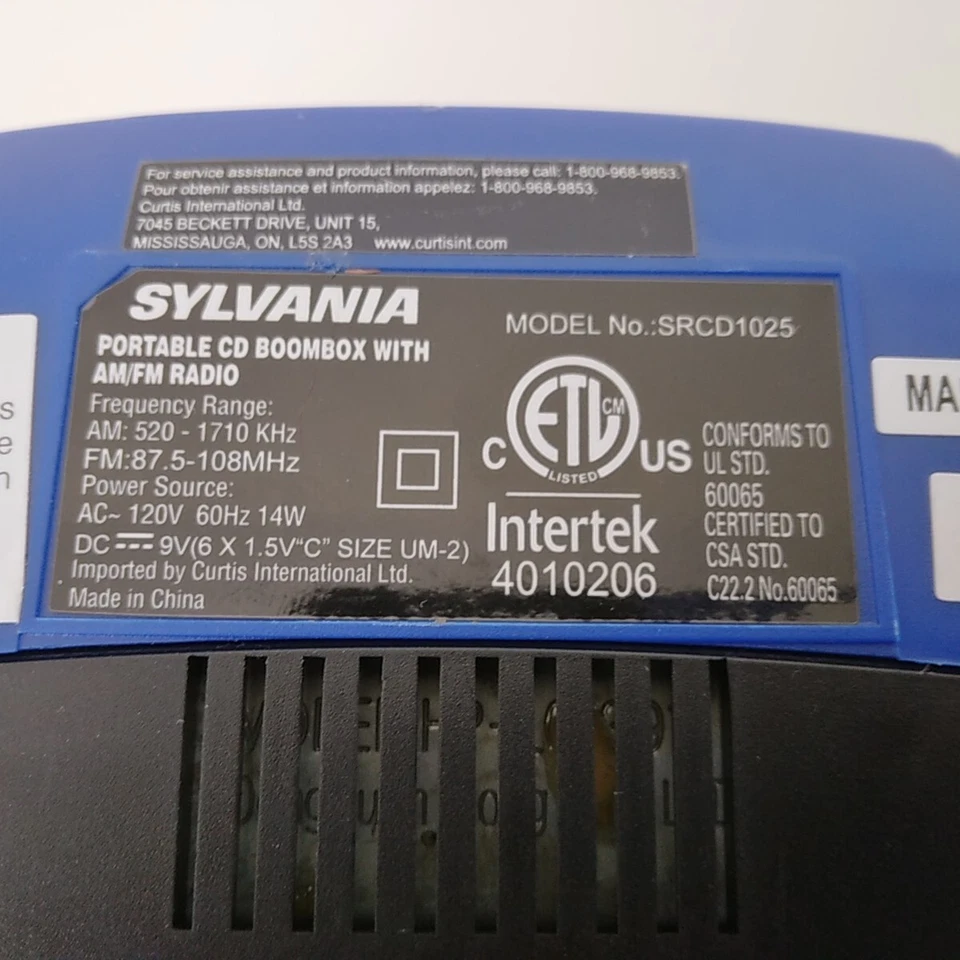 For service assistance and product information, please call: 1-800-968-9853.
Pour obtenir assistance et information appelez: 1-800-968-9853.
Curtis International Ltd.
7045 BECKETT DRIVE, UNIT 15,
MISSISSAUGA, ON, L5S 2A3 www.curtisint.com
SYLVANIA
PORTABLE CD BOOMBOX WITH
AM/FM RADIO
Frequency Range:
AM: 520 - 1710 KHz
FM:87.5-108MHz
Power Source:
AC~ 120V 60Hz 14W
DC ⎓ 9V(6 X 1.5V"C" SIZE UM-2)
Imported by Curtis International Ltd.
Made in China
MODEL No.:SRCD1025
ETL CM
C US
LISTED
Intertek
4010206
CONFORMS TO
UL STD.
60065
CERTIFIED TO
CSA STD.
C22.2 No.60065